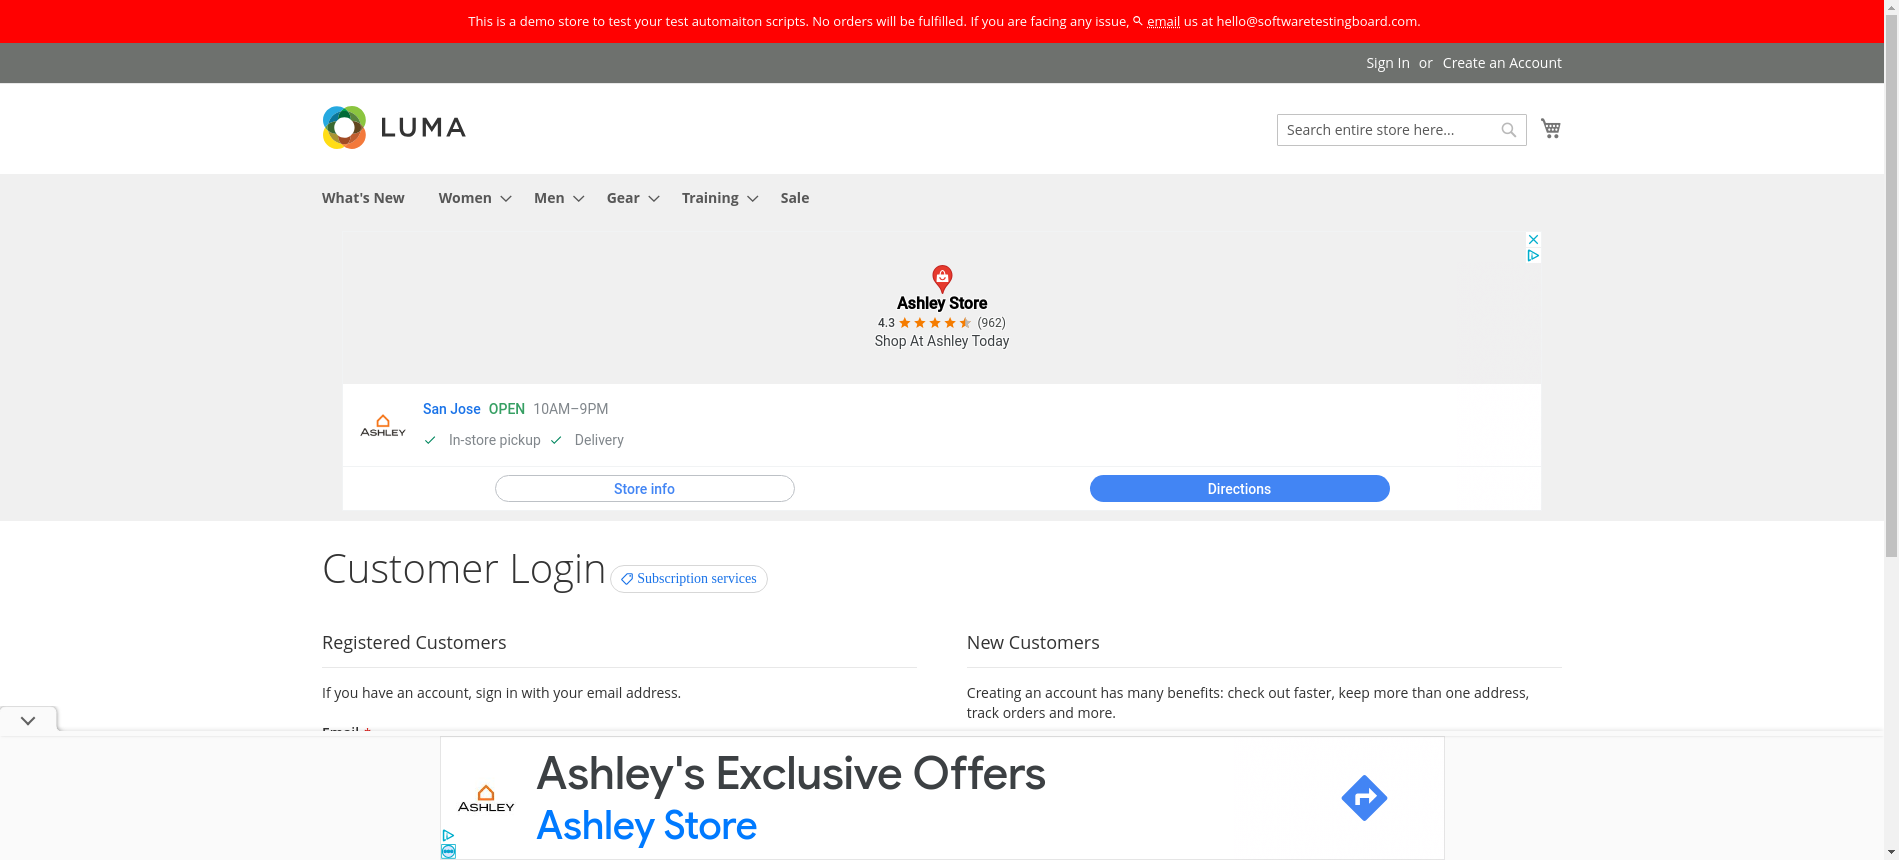 This is a demo store to test your test automaiton scripts. No orders will be fulfilled. If you are facing any issue, email us at hello@softwaretestingboard.com.
Sign In or Create an Account
LUMA
Search entire store here...
What's New Women Men Gear Training Sale
Ashley Store
4.3 (962)
Shop At Ashley Today
San Jose OPEN 10AM–9PM
ASHLEY
In-store pickup Delivery
Store info Directions
Customer Login Subscription services
Registered Customers
If you have an account, sign in with your email address.
Email *
New Customers
Creating an account has many benefits: check out faster, keep more than one address,
track orders and more.
Ashley's Exclusive Offers
ASHLEY
Ashley Store